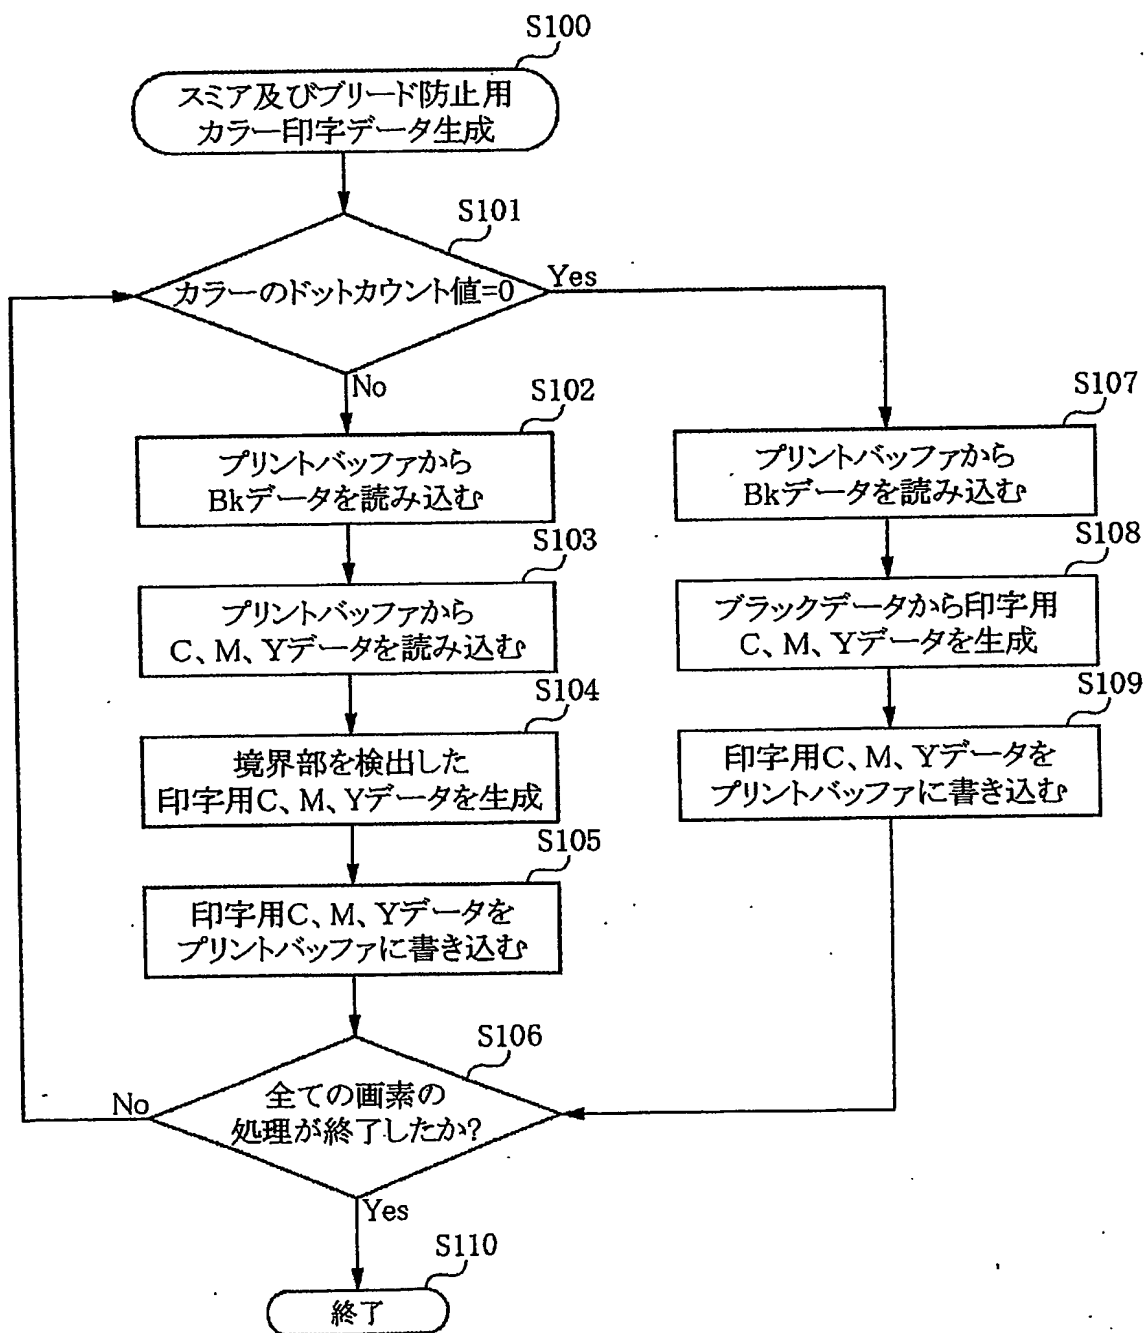 S100
スミア及びブリード防止用
カラー印字データ生成
S101
カラーのドットカウント値=0
Yes
No
S102
プリントバッファから
Bkデータを読み込む
S103
プリントバッファから
C、M、Yデータを読み込む
S104
境界部を検出した
印字用C、M、Yデータを生成
S105
印字用C、M、Yデータを
プリントバッファに書き込む
S106
全ての画素の
処理が終了したか?
No
Yes
S107
プリントバッファから
Bkデータを読み込む
S108
ブラックデータから印字用
C、M、Yデータを生成
S109
印字用C、M、Yデータを
プリントバッファに書き込む
S110
終了